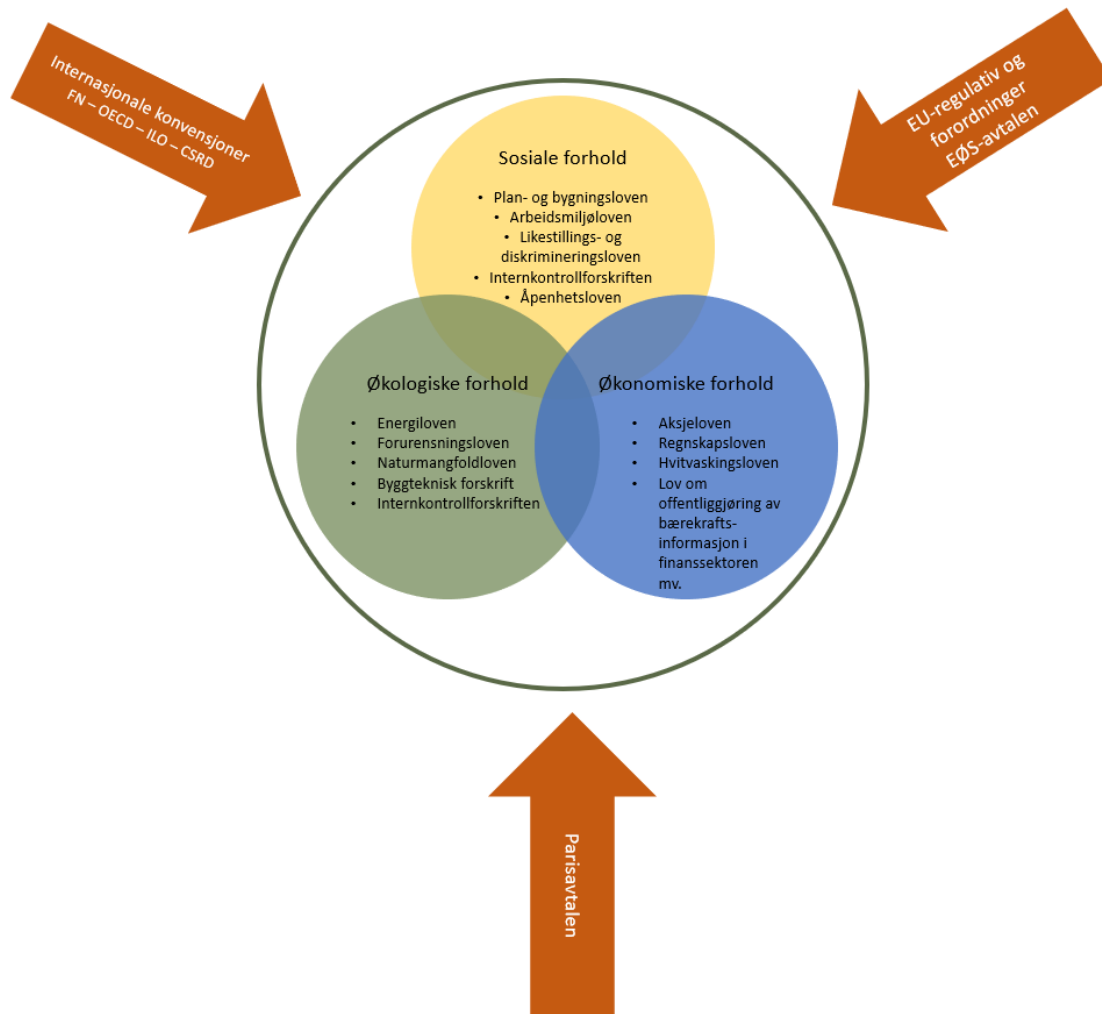 Internasjonale konvensjoner
FN – OECD – ILO – CSRD
EU-regulativ og
forordninger
EØS-avtalen
Sosiale forhold
• Plan- og bygningsloven
• Arbeidsmiljøloven
• Likestillings- og
diskrimineringsloven
• Internkontrollforskriften
• Åpenhetsloven
Økologiske forhold
• Energiloven
• Forurensningsloven
• Naturmangfoldloven
• Byggteknisk forskrift
• Internkontrollforskriften
Økonomiske forhold
• Aksjeloven
• Regnskapsloven
• Hvitvaskingsloven
• Lov om
offentliggjøring av
bærekrafts-
informasjon i
finanssektoren
mv.
Parisavtalen